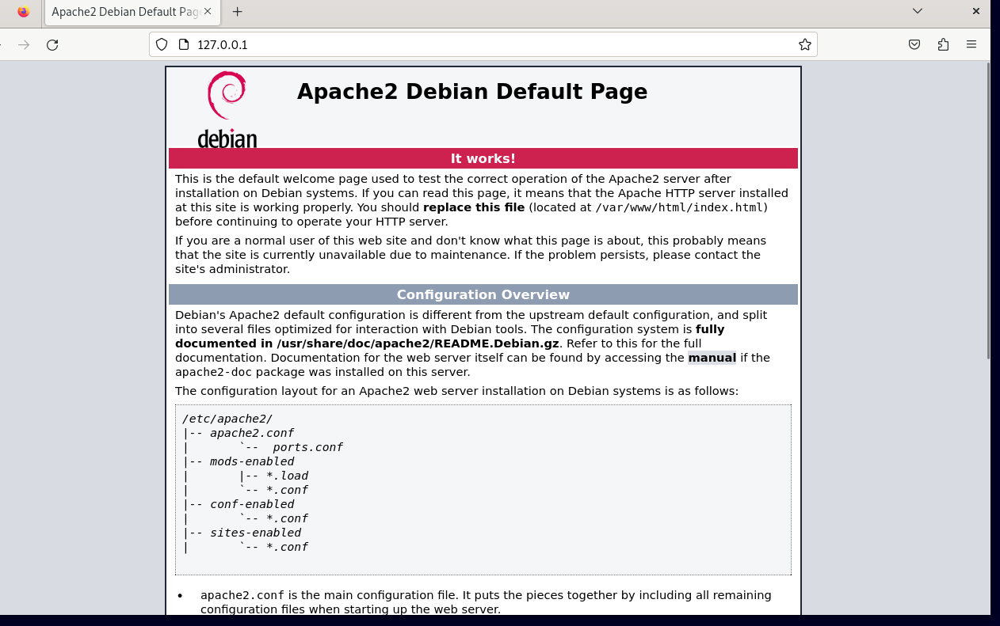 Apache2 Debian Default Pag
127.0.0.1
debian
Apache2 Debian Default Page
It works!
This is the default welcome page used to test the correct operation of the Apache2 server after
installation on Debian systems. If you can read this page, it means that the Apache HTTP server installed
at this site is working properly. You should replace this file (located at /var/www/html/index.html)
before continuing to operate your HTTP server.
If you are a normal user of this web site and don't know what this page is about, this probably means
that the site is currently unavailable due to maintenance. If the problem persists, please contact the
site's administrator.
Configuration Overview
Debian's Apache2 default configuration is different from the upstream default configuration, and split
into several files optimized for interaction with Debian tools. The configuration system is fully
documented in /usr/share/doc/apache2/README.Debian.gz. Refer to this for the full
documentation. Documentation for the web server itself can be found by accessing the manual if the
apache2-doc package was installed on this server.
The configuration layout for an Apache2 web server installation on Debian systems is as follows:
/etc/apache2/
|-- apache2.conf
|       `--  ports.conf
|-- mods-enabled
|       |-- *.load
|       `-- *.conf
|-- conf-enabled
|       `-- *.conf
|-- sites-enabled
|       `-- *.conf
• apache2.conf is the main configuration file. It puts the pieces together by including all remaining
configuration files when starting up the web server.